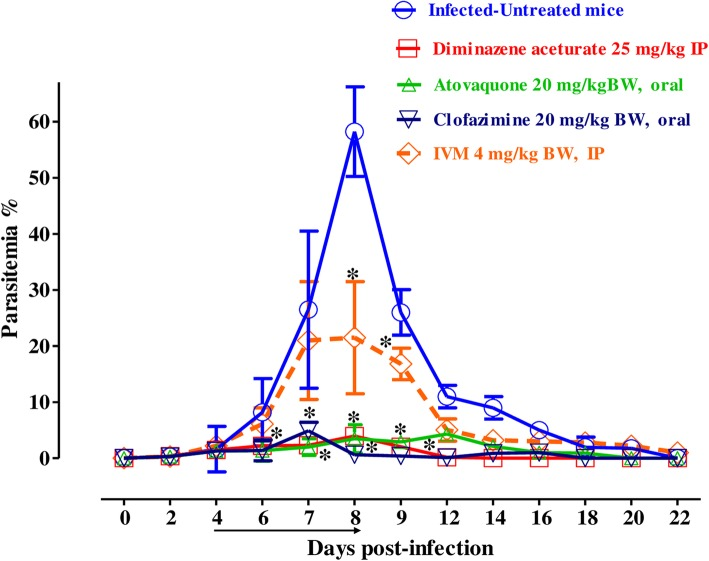 Infected-Untreated mice
Diminazene aceturate 25 mg/kg IP
Atovaquone 20 mg/kgBW, oral
Clofazimine 20 mg/kg BW, oral
IVM 4 mg/kg BW, IP
Parasitemia %
60
50
40
30
20
10
0
* * * * * * * * * *
0 2 4 6 7 8 9 12 14 16 18 20 22
Days post-infection